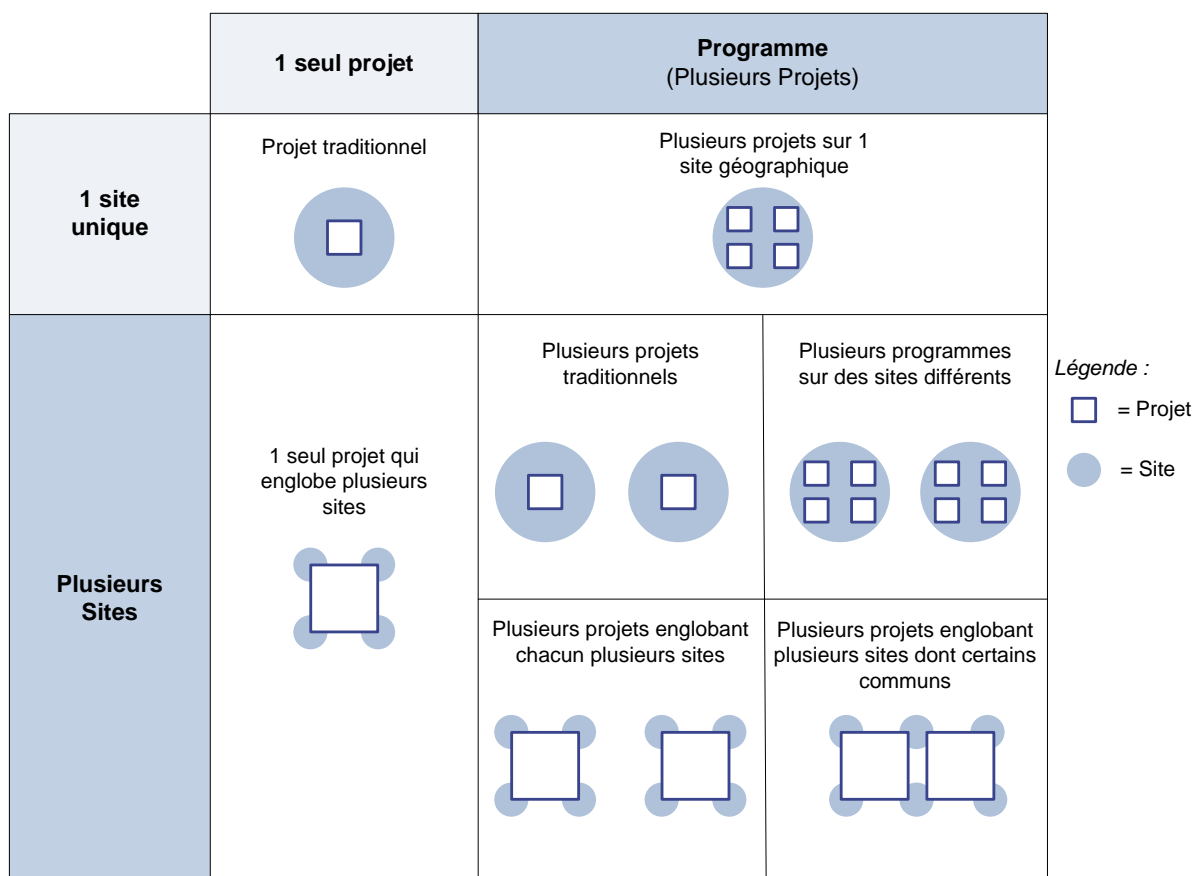 1 seul projet
Programme
(Plusieurs Projets)
1 site
unique
Projet traditionnel
Plusieurs projets sur 1
site géographique
Plusieurs
Sites
1 seul projet qui
englobe plusieurs
sites
Plusieurs projets
traditionnels
Plusieurs programmes
sur des sites différents
Plusieurs projets englobant
chacun plusieurs sites
Plusieurs projets englobant
plusieurs sites dont certains
communs
Légende :
= Projet
= Site